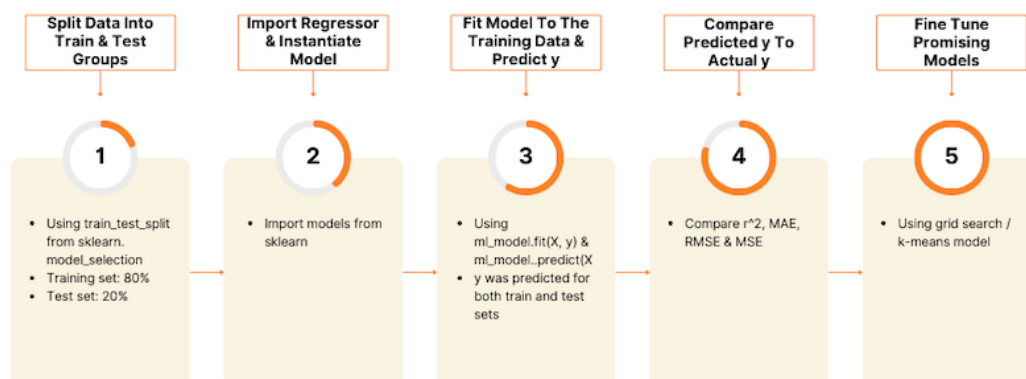 Split Data Into
Train & Test
Groups
Import Regressor
& Instantiate
Model
Fit Model To The
Training Data &
Predict y
Compare
Predicted y To
Actual y
Fine Tune
Promising
Models
1
2
3
4
5
• Using train_test_split
from sklearn.
model_selection
• Training set: 80%
• Test set: 20%
• Import models from
sklearn
• Using
ml_model.fit(X, y) &
ml_model..predict(X
• y was predicted for
both train and test
sets
• Compare r^2, MAE,
RMSE & MSE
• Using grid search /
k-means model